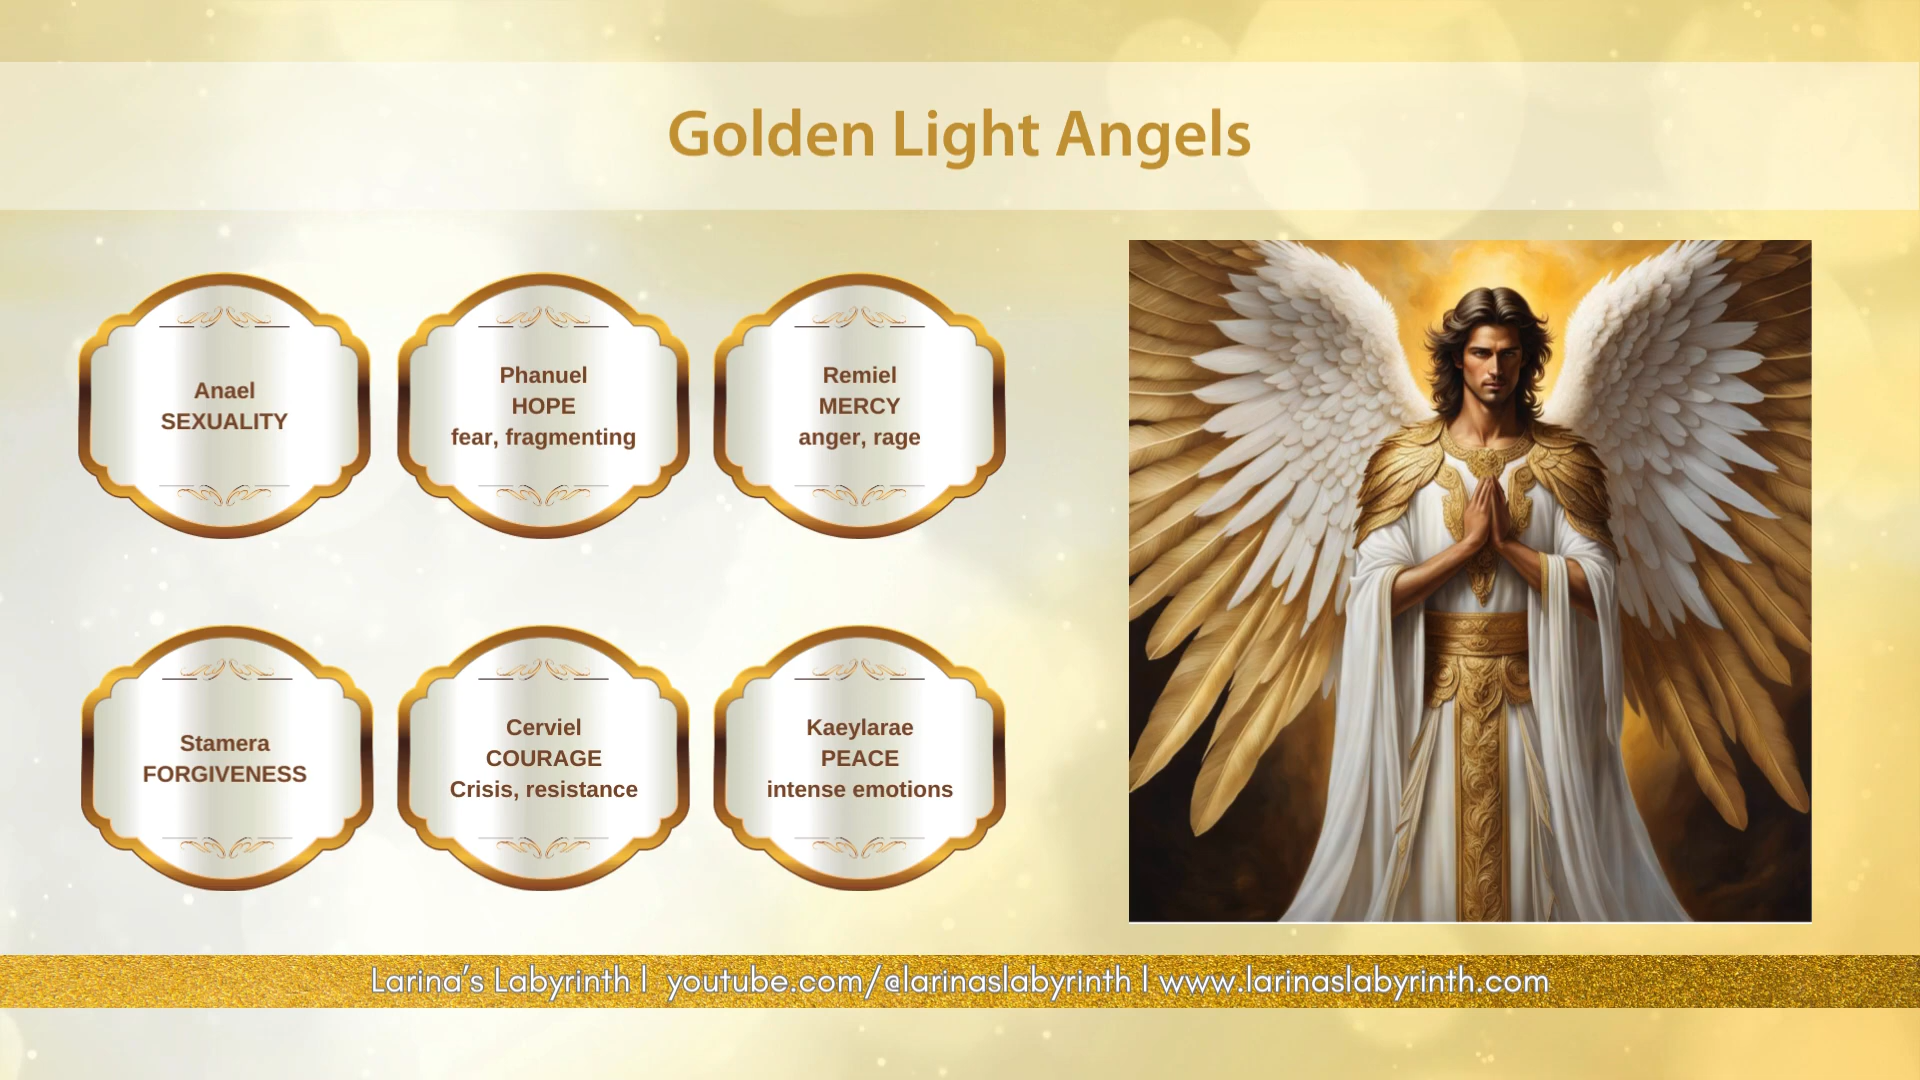 Golden Light Angels
Anael
SEXUALITY
Phanuel
HOPE
fear, fragmenting
Remiel
MERCY
anger, rage
Stamera
FORGIVENESS
Cerviel
COURAGE
Crisis, resistance
Kaeylarae
PEACE
intense emotions
Larina's Labyrinth | youtube.com/@larinaslabyrinth | www.larinaslabyrinth.com